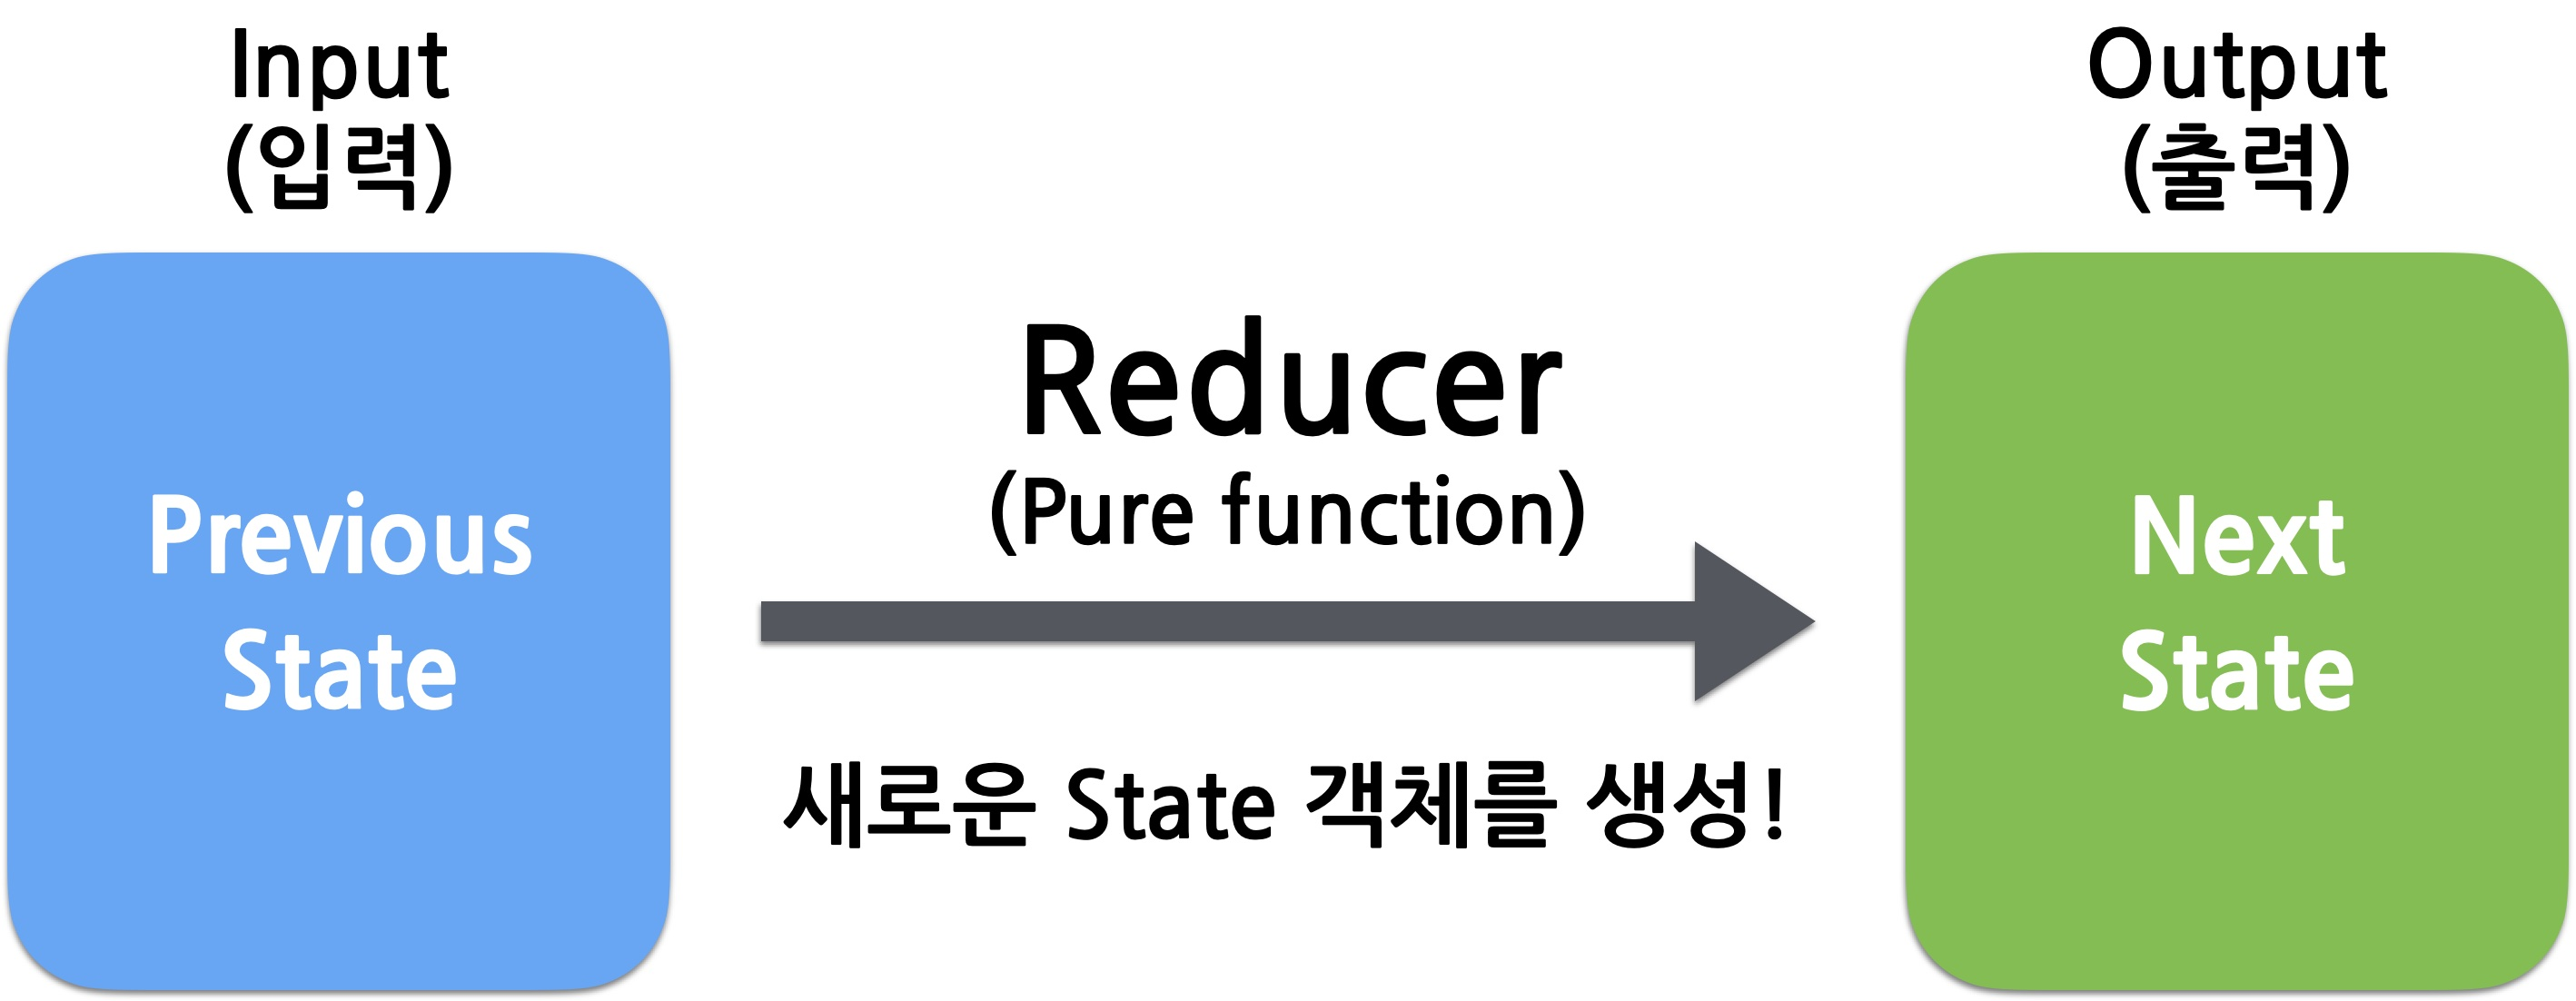 Input
(입력)
Output
(출력)
Previous
State
Reducer
(Pure function)
새로운 State 객체를 생성!
Next
State